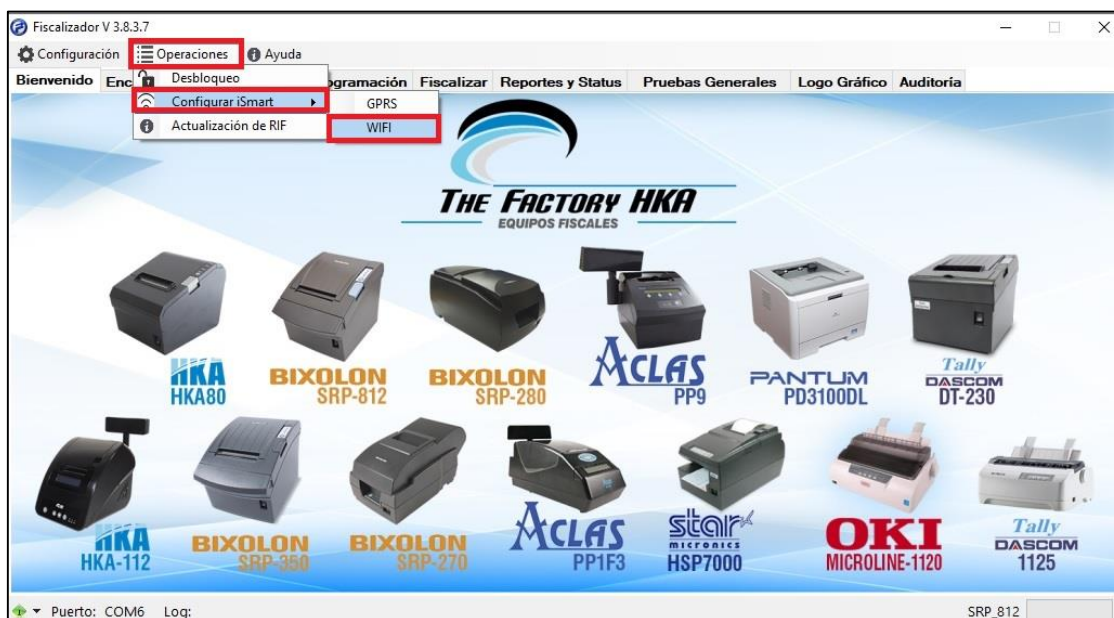 Fiscalizador V 3.8.3.7
Configuración Operaciones Ayuda
Bienvenido Enc ogramación Fiscalizar Reportes y Status Pruebas Generales Logo Gráfico Auditoría
Desbloqueo
Configurar iSmart GPRS
Actualización de RIF WIFI
THE FACTORY HKA
EQUIPOS FISCALES
HKA BIXOLON BIXOLON ACLAS PANTUM Tally DASCOM
HKA80 SRP-812 SRP-280 PP9 PD3100DL DT-230
HKA BIXOLON BIXOLON ACLAS star MICRONICS OKI Tally DASCOM
HKA-112 SRP-350 SRP-270 PP1F3 HSP7000 MICROLINE-1120 1125
Puerto: COM6 Log: SRP_812